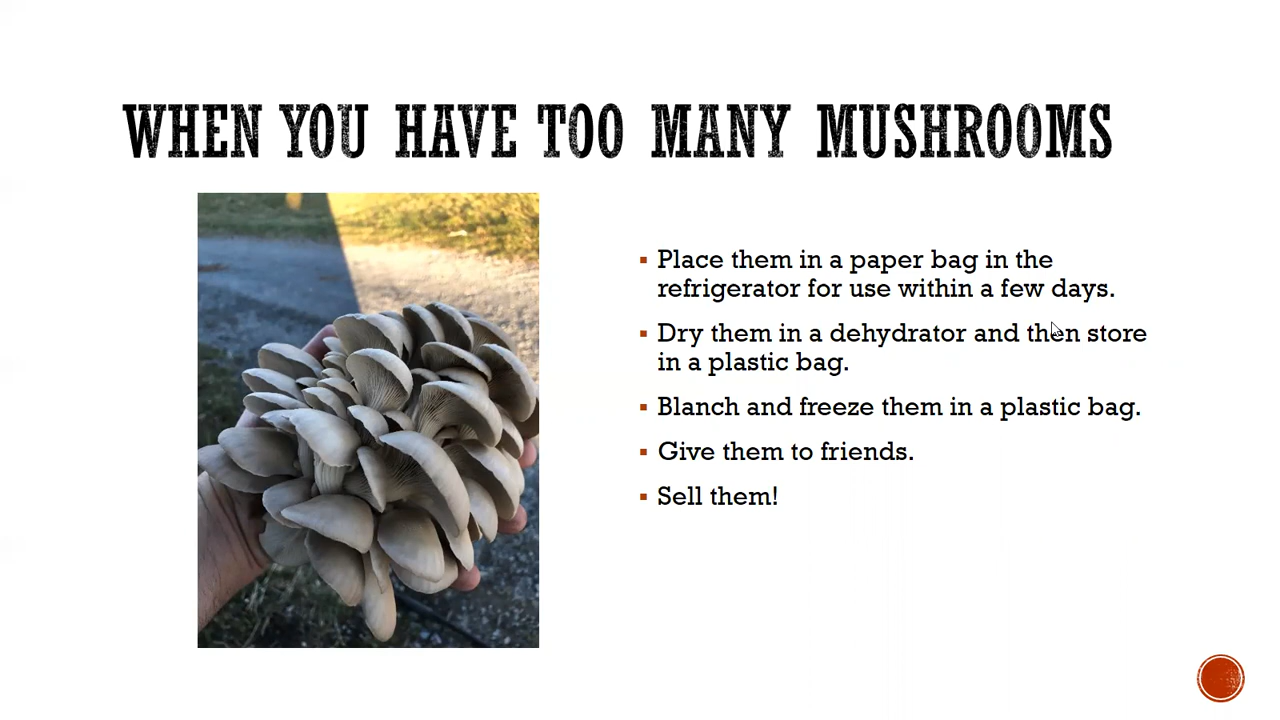 WHEN YOU HAVE TOO MANY MUSHROOMS
Place them in a paper bag in the
refrigerator for use within a few days.
Dry them in a dehydrator and then store
in a plastic bag.
Blanch and freeze them in a plastic bag.
Give them to friends.
Sell them!